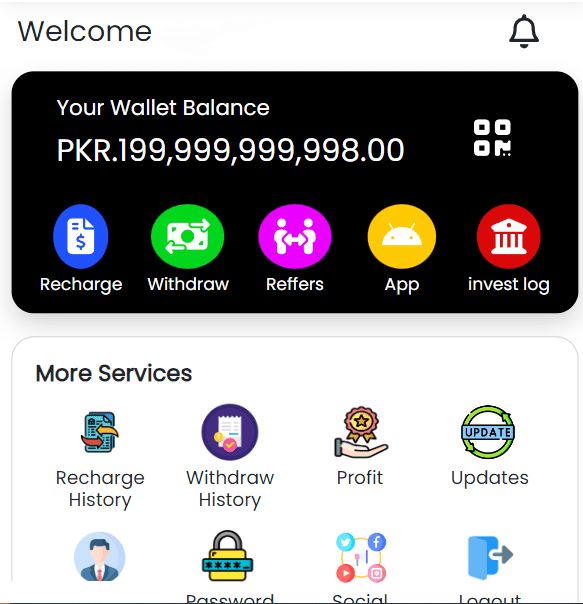 Welcome
Your Wallet Balance
PKR.199,999,999,998.00
Recharge Withdraw Reffers App invest log
More Services
UPDATE
Recharge Withdraw Profit Updates
History History
Password Social Logout